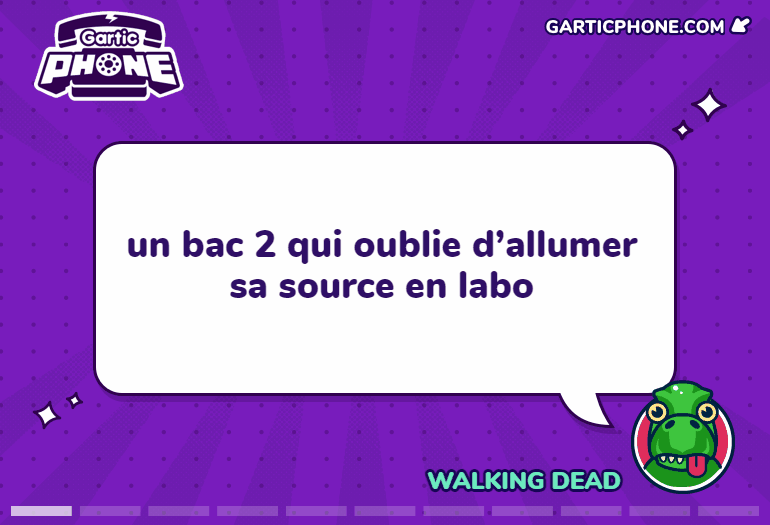 Gartic
PHONE
GARTICPHONE.COM
un bac 2 qui oublie d’allumer
sa source en labo
WALKING DEAD